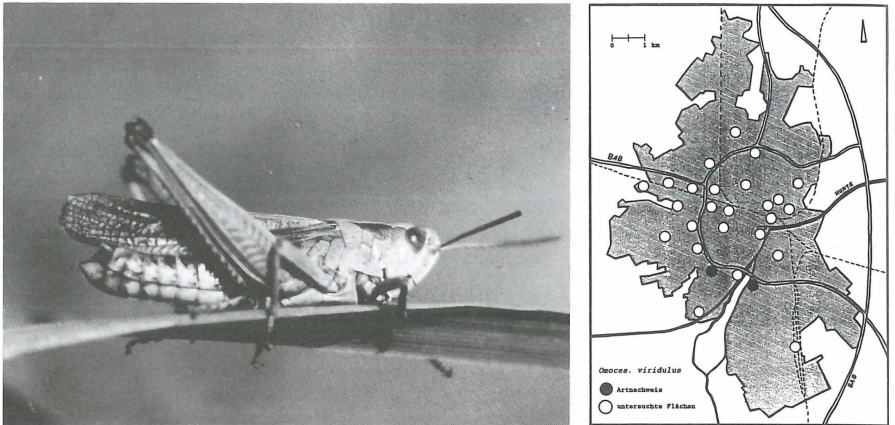 0 1 km
BAB
HUNTE
BAB
Omoces. viridulus
Artnachweis
untersuchte Flächen